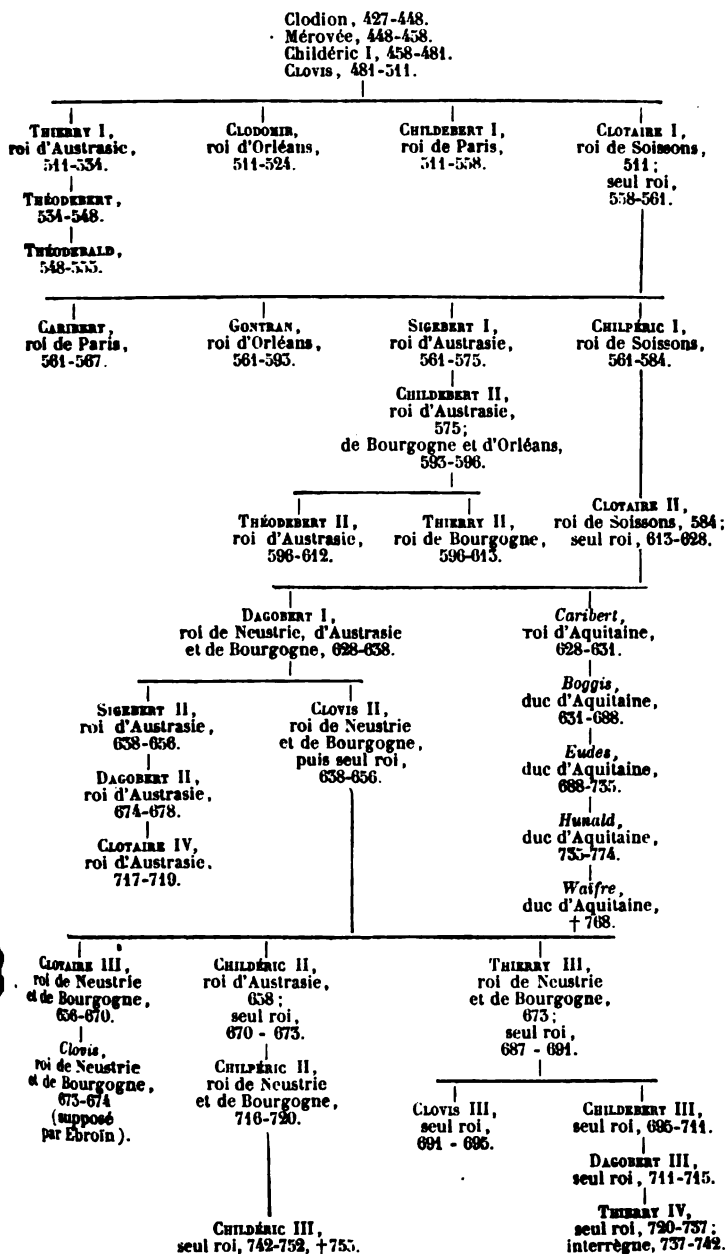 Clodion, 427-448.
Mérovée, 448-458.
Childéric I, 458-481.
CLOVIS, 481-511.
THIERRY I,
roi d'Austrasie,
511-534.
THÉODEBERT,
534-548.
THÉODEBALD,
548-555.
CLODOMIR,
roi d'Orléans,
511-524.
CHILDEBERT I,
roi de Paris,
511-558.
CLOTAIRE I,
roi de Soissons,
511;
seul roi,
558-561.
CARIBERT,
roi de Paris,
561-567.
GONTRAN,
roi d'Orléans,
561-593.
SIGEBERT I,
roi d'Austrasie,
561-575.
CHILDEBERT II,
roi d'Austrasie,
575;
de Bourgogne et d'Orléans,
593-596.
CHILPÉRIC I,
roi de Soissons,
561-584.
THÉODEBERT II,
roi d'Austrasie,
596-612.
THIERRY II,
roi de Bourgogne,
596-613.
CLOTAIRE II,
roi de Soissons, 584;
seul roi, 613-628.
DAGOBERT I,
roi de Neustrie, d'Austrasie
et de Bourgogne, 628-638.
Caribert,
roi d'Aquitaine,
628-631.
Boggis,
duc d'Aquitaine,
631-688.
Eudes,
duc d'Aquitaine,
688-735.
Hunald,
duc d'Aquitaine,
735-774.
Waifre,
duc d'Aquitaine,
† 768.
SIGEBERT II,
roi d'Austrasie,
638-656.
DAGOBERT II,
roi d'Austrasie,
674-678.
CLOTAIRE IV,
roi d'Austrasie,
717-719.
CLOVIS II,
roi de Neustrie
et de Bourgogne,
puis seul roi,
638-656.
CLOTAIRE III,
roi de Neustrie
et de Bourgogne,
656-670.
Clovis,
roi de Neustrie
et de Bourgogne,
673-674
(supposé
par Ebroïn).
CHILDÉRIC II,
roi d'Austrasie,
658;
seul roi,
670 - 673.
CHILPÉRIC II,
roi de Neustrie
et de Bourgogne,
716-720.
CHILDÉRIC III,
seul roi, 742-752, † 755.
THIERRY III,
roi de Neustrie
et de Bourgogne,
673;
seul roi,
687 - 691.
CLOVIS III,
seul roi,
691 - 695.
CHILDEBERT III,
seul roi, 695-711.
DAGOBERT III,
seul roi, 711-715.
THIERRY IV,
seul roi, 720-737;
interrègne, 737-742.